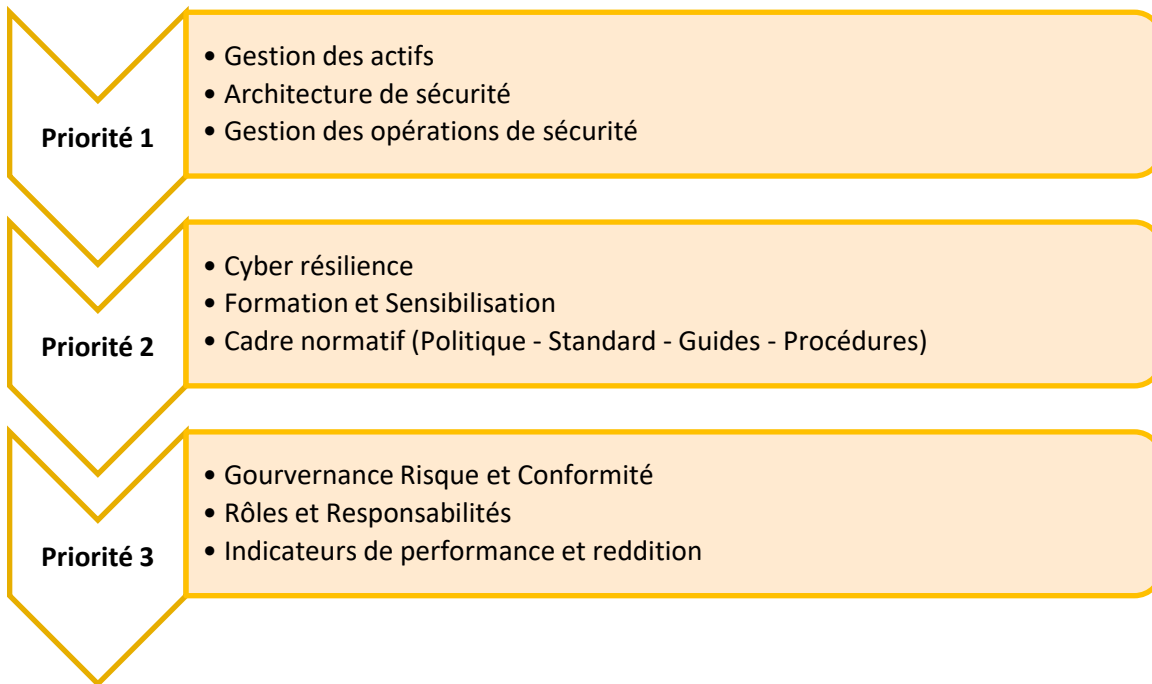 Priorité 1
• Gestion des actifs
• Architecture de sécurité
• Gestion des opérations de sécurité
Priorité 2
• Cyber résilience
• Formation et Sensibilisation
• Cadre normatif (Politique - Standard - Guides - Procédures)
Priorité 3
• Gourvernance Risque et Conformité
• Rôles et Responsabilités
• Indicateurs de performance et reddition